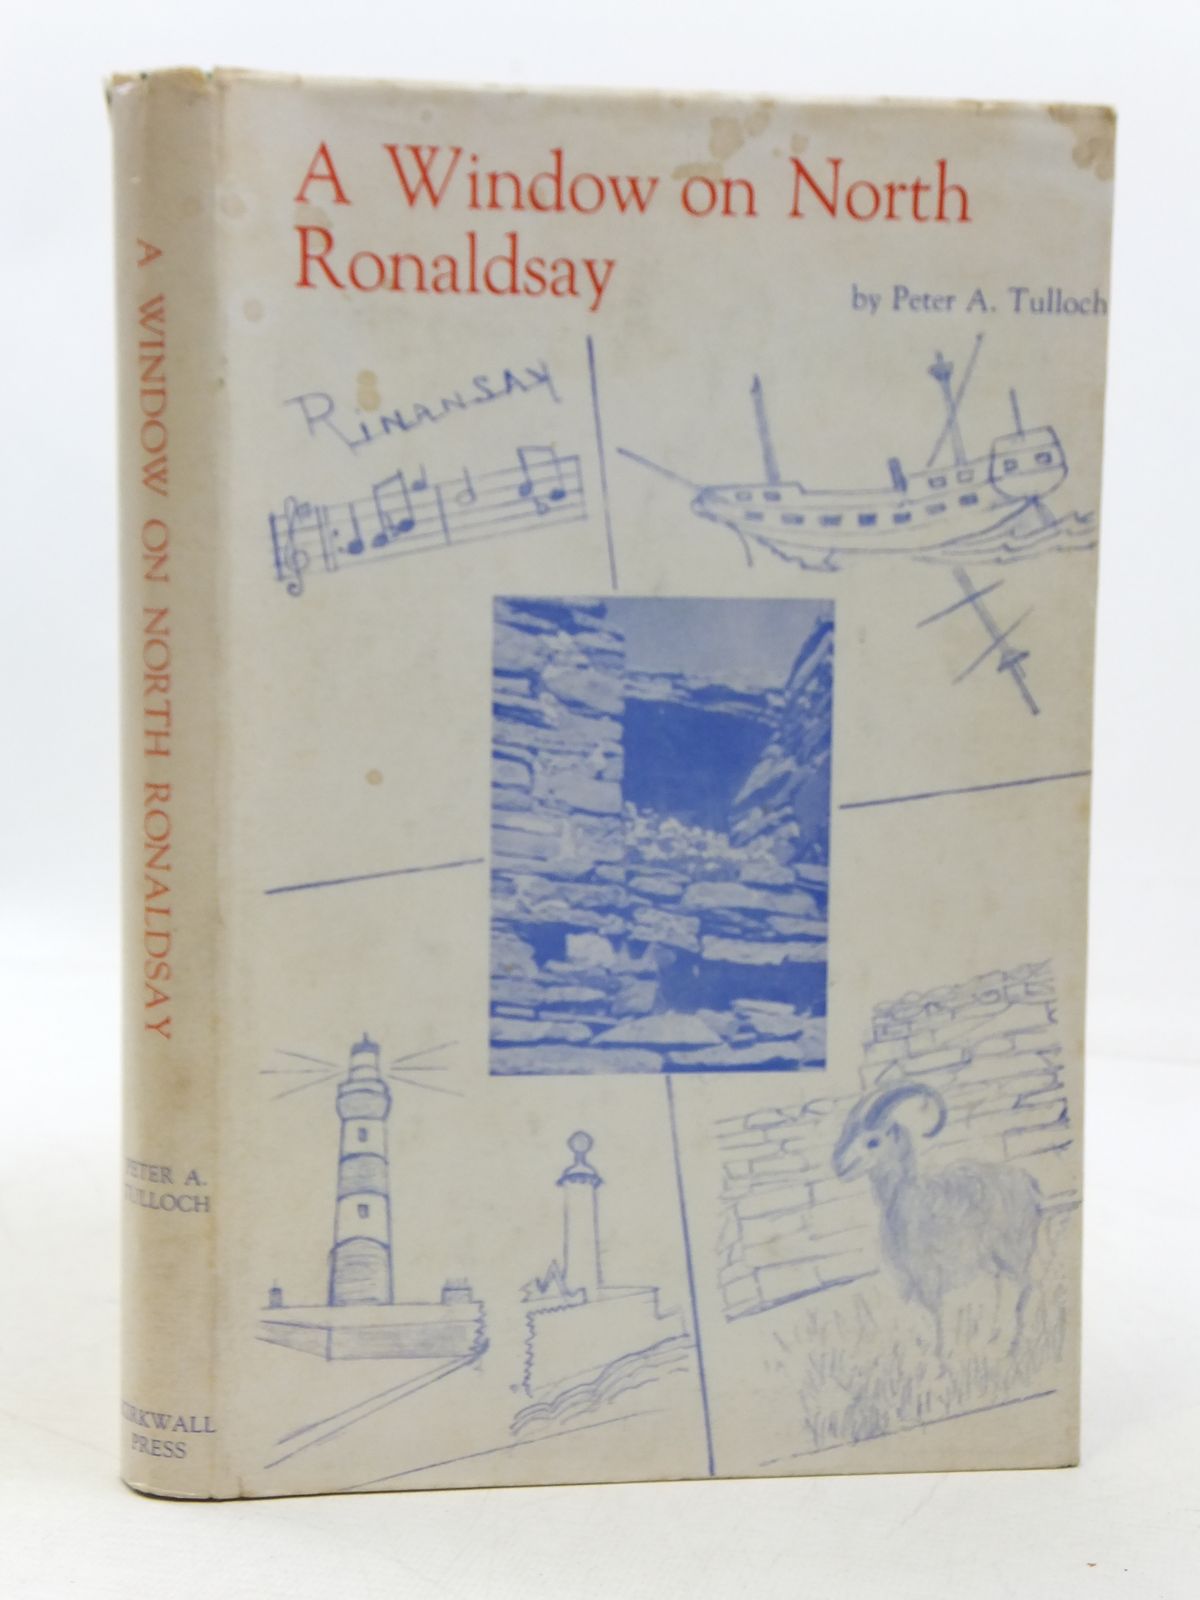 A Window on North
Ronaldsay
by Peter A. Tulloch
RINANSAY
A WINDOW ON NORTH RONALDSAY
PETER A.
TULLOCH
KIRKWALL
PRESS